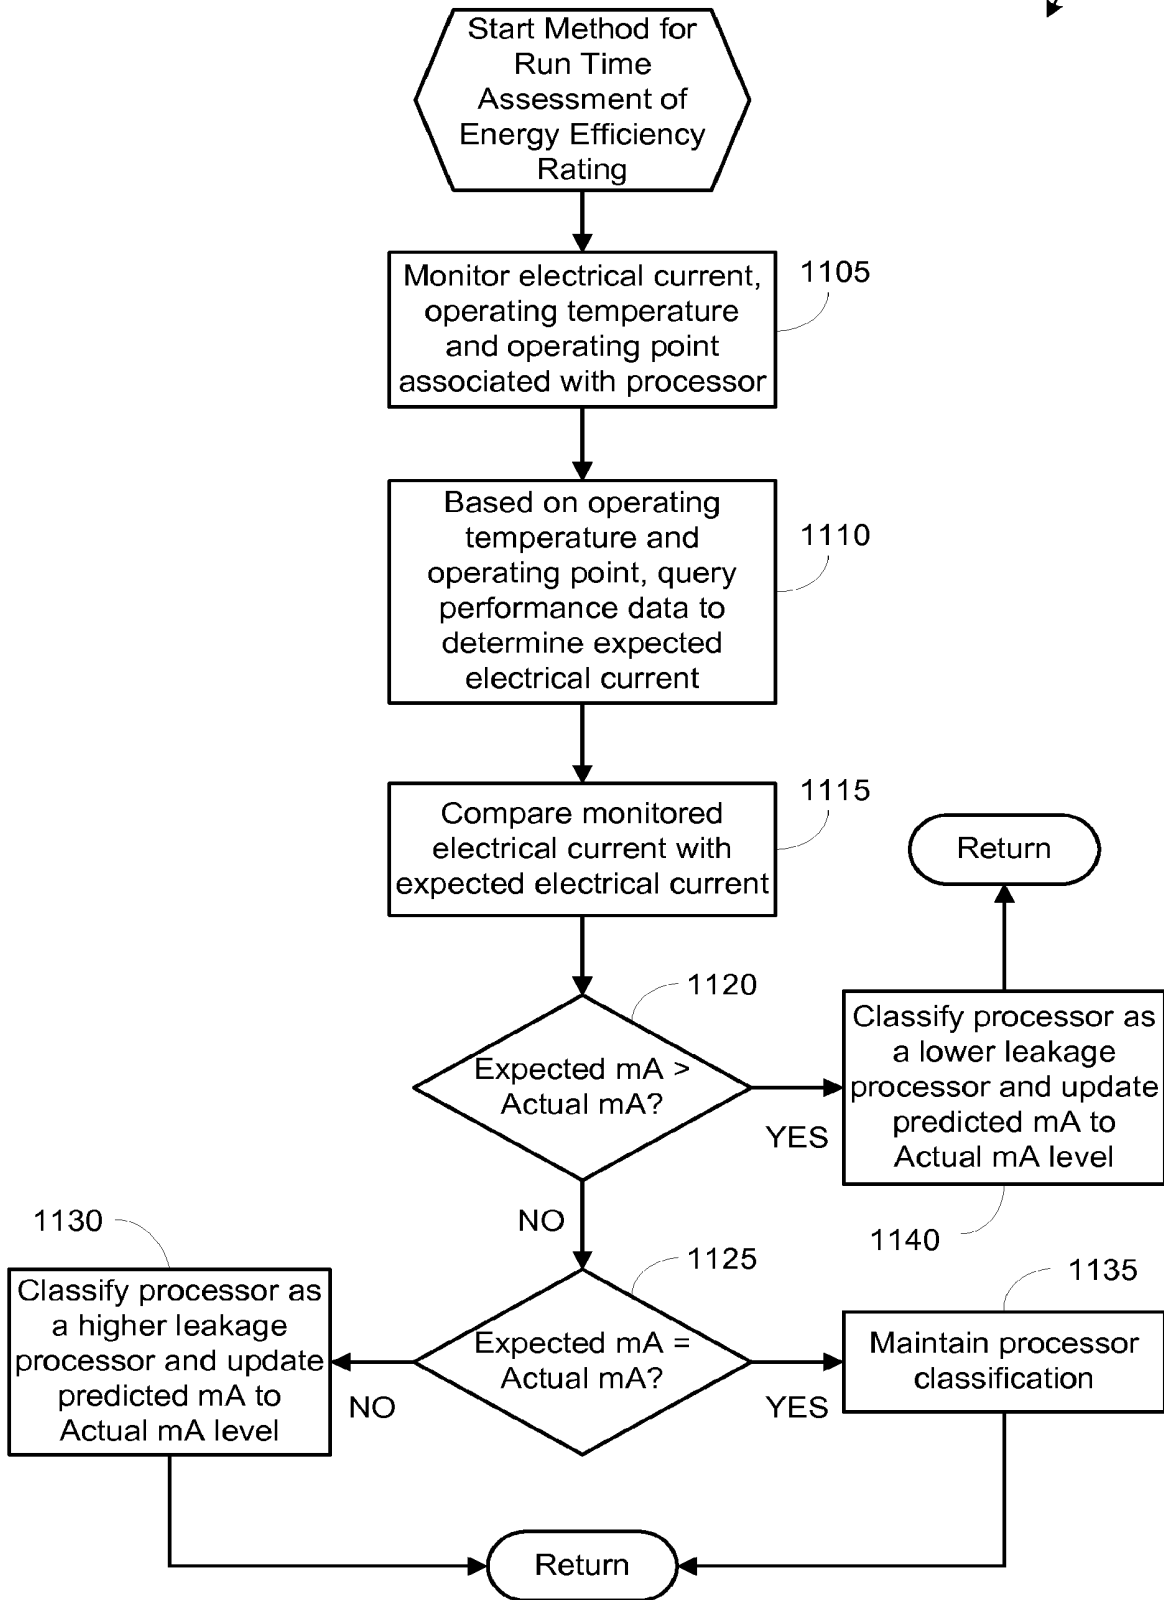 Start Method for
Run Time
Assessment of
Energy Efficiency
Rating
Monitor electrical current,
operating temperature
and operating point
associated with processor
1105
Based on operating
temperature and
operating point, query
performance data to
determine expected
electrical current
1110
Compare monitored
electrical current with
expected electrical current
1115
Return
1120
Expected mA >
Actual mA?
YES
Classify processor as
a lower leakage
processor and update
predicted mA to
Actual mA level
1140
NO
1130
Classify processor as
a higher leakage
processor and update
predicted mA to
Actual mA level
1125
Expected mA =
Actual mA?
NO
YES
1135
Maintain processor
classification
Return